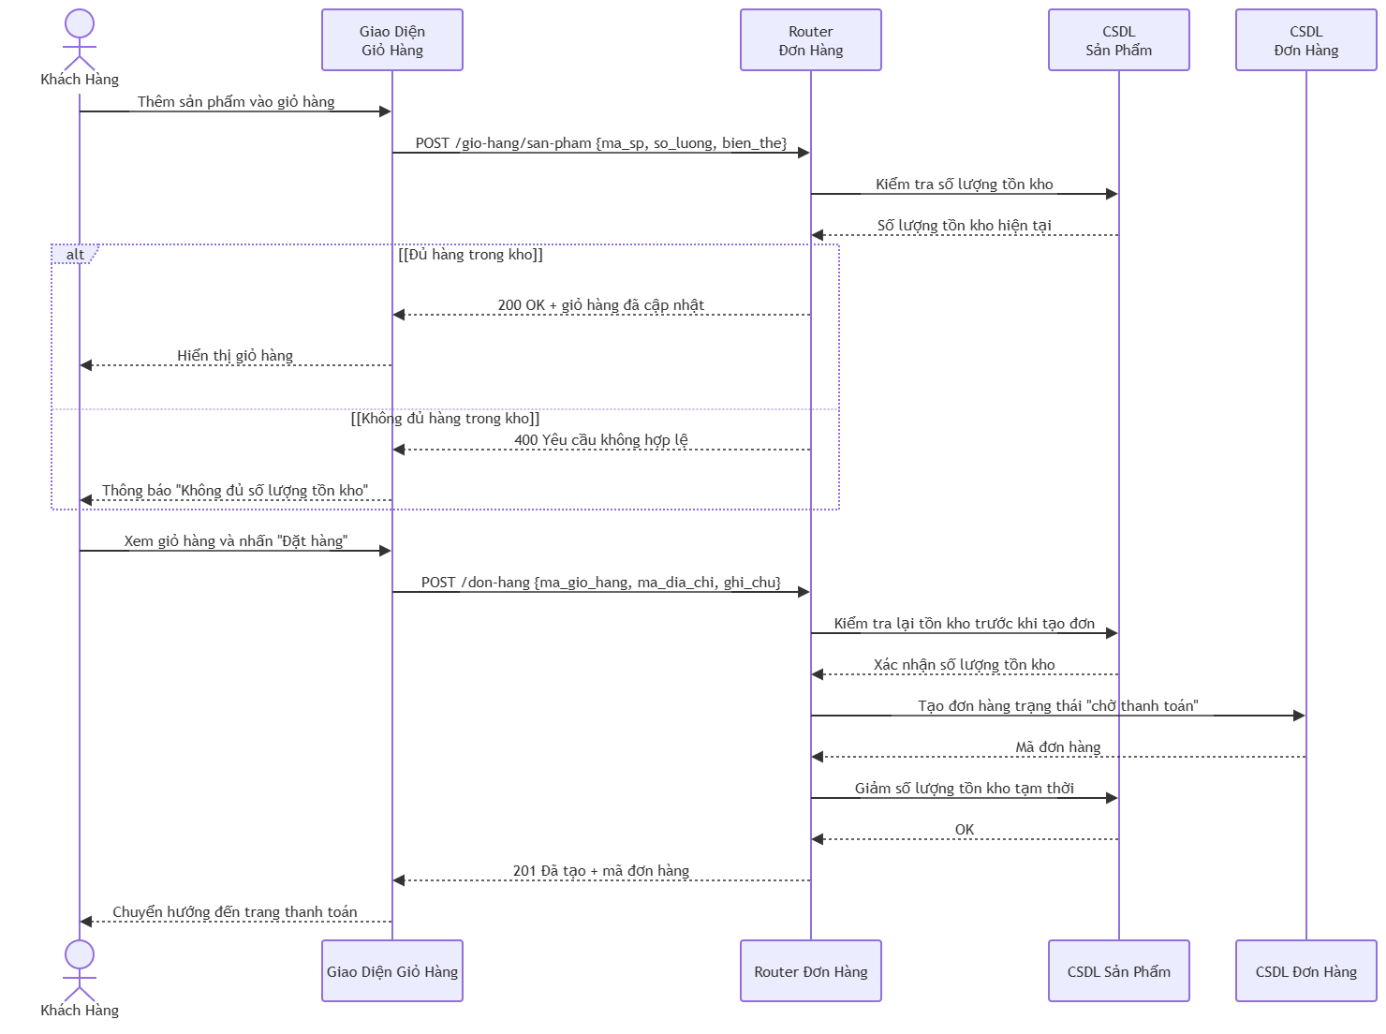 Khách Hàng
Giao Diện
Giỏ Hàng
Router
Đơn Hàng
CSDL
Sản Phẩm
CSDL
Đơn Hàng
Thêm sản phẩm vào giỏ hàng
POST /gio-hang/san-pham {ma_sp, so_luong, bien_the}
Kiểm tra số lượng tồn kho
Số lượng tồn kho hiện tại
alt
[[Đủ hàng trong kho]]
200 OK + giỏ hàng đã cập nhật
Hiển thị giỏ hàng
[[Không đủ hàng trong kho]]
400 Yêu cầu không hợp lệ
Thông báo "Không đủ số lượng tồn kho"
Xem giỏ hàng và nhấn "Đặt hàng"
POST /don-hang {ma_gio_hang, ma_dia_chi, ghi_chu}
Kiểm tra lại tồn kho trước khi tạo đơn
Xác nhận số lượng tồn kho
Tạo đơn hàng trạng thái "chờ thanh toán"
Mã đơn hàng
Giảm số lượng tồn kho tạm thời
OK
201 Đã tạo + mã đơn hàng
Chuyển hướng đến trang thanh toán
Khách Hàng
Giao Diện Giỏ Hàng
Router Đơn Hàng
CSDL Sản Phẩm
CSDL Đơn Hàng